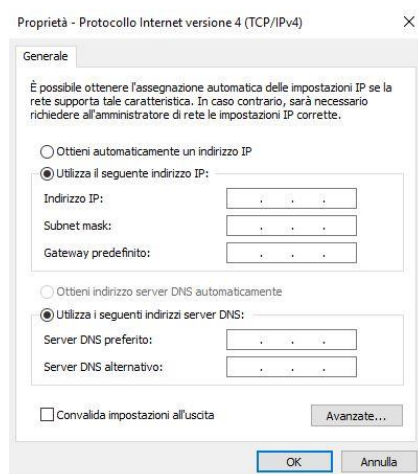 Proprietà - Protocollo Internet versione 4 (TCP/IPv4)
Generale
È possibile ottenere l'assegnazione automatica delle impostazioni IP se la
rete supporta tale caratteristica. In caso contrario, sarà necessario
richiedere all'amministratore di rete le impostazioni IP corrette.
Ottieni automaticamente un indirizzo IP
Utilizza il seguente indirizzo IP:
Indirizzo IP:
Subnet mask:
Gateway predefinito:
Ottieni indirizzo server DNS automaticamente
Utilizza i seguenti indirizzi server DNS:
Server DNS preferito:
Server DNS alternativo:
Convalida impostazioni all'uscita
Avanzate...
OK Annulla